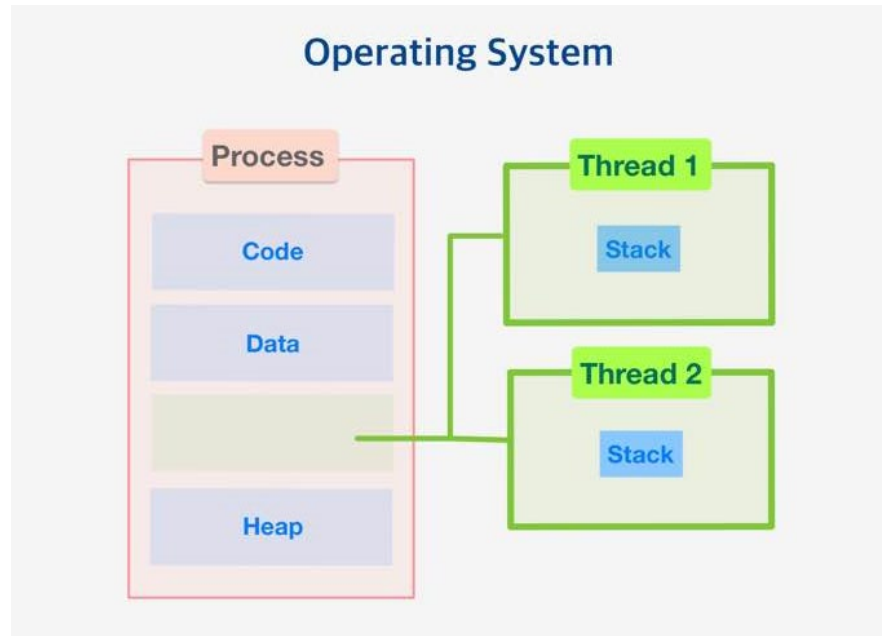 Operating System
Process
Code
Data
Heap
Thread 1
Stack
Thread 2
Stack